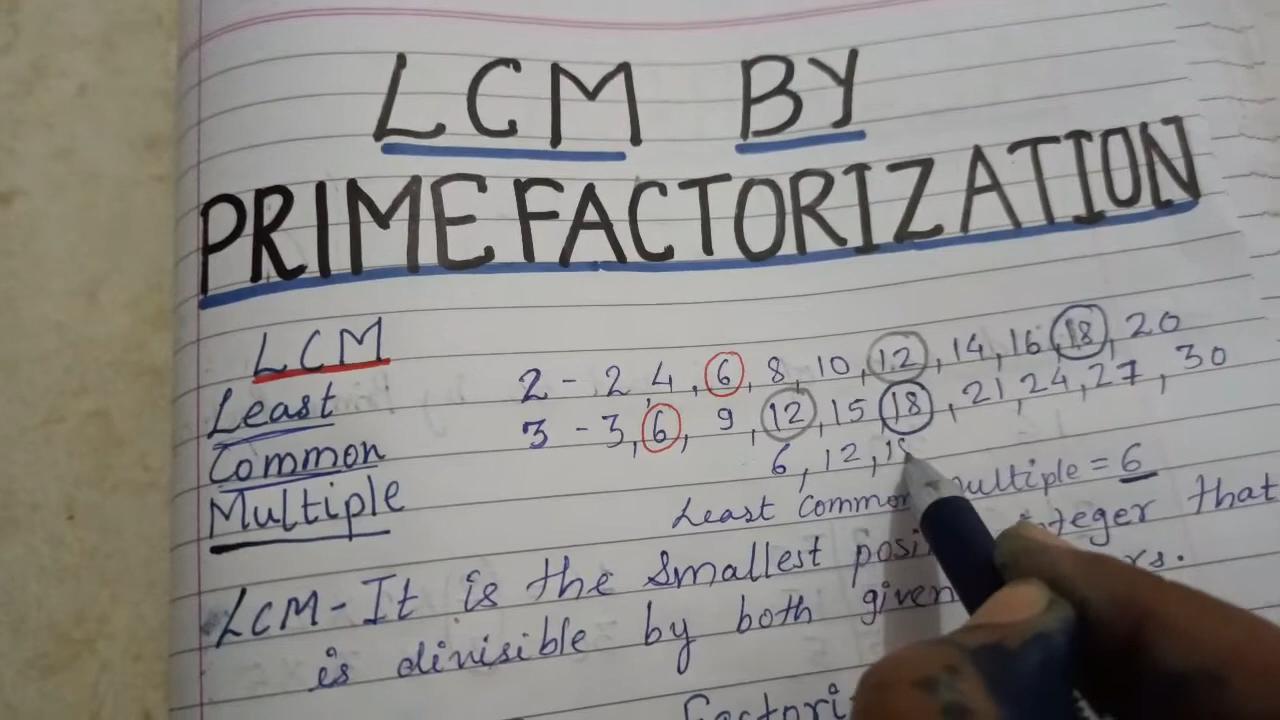 LCM BY
PRIME FACTORIZATION
LCM
Least
Common
Multiple
2 - 2 4, 6, 8, 10, 12, 14, 16, 18, 20
3 - 3, 6, 9, 12, 15 18, 21, 24, 27, 30
6, 12,
Least Common multiple = 6
LCM - It is the smallest integer that
is divisible by both given